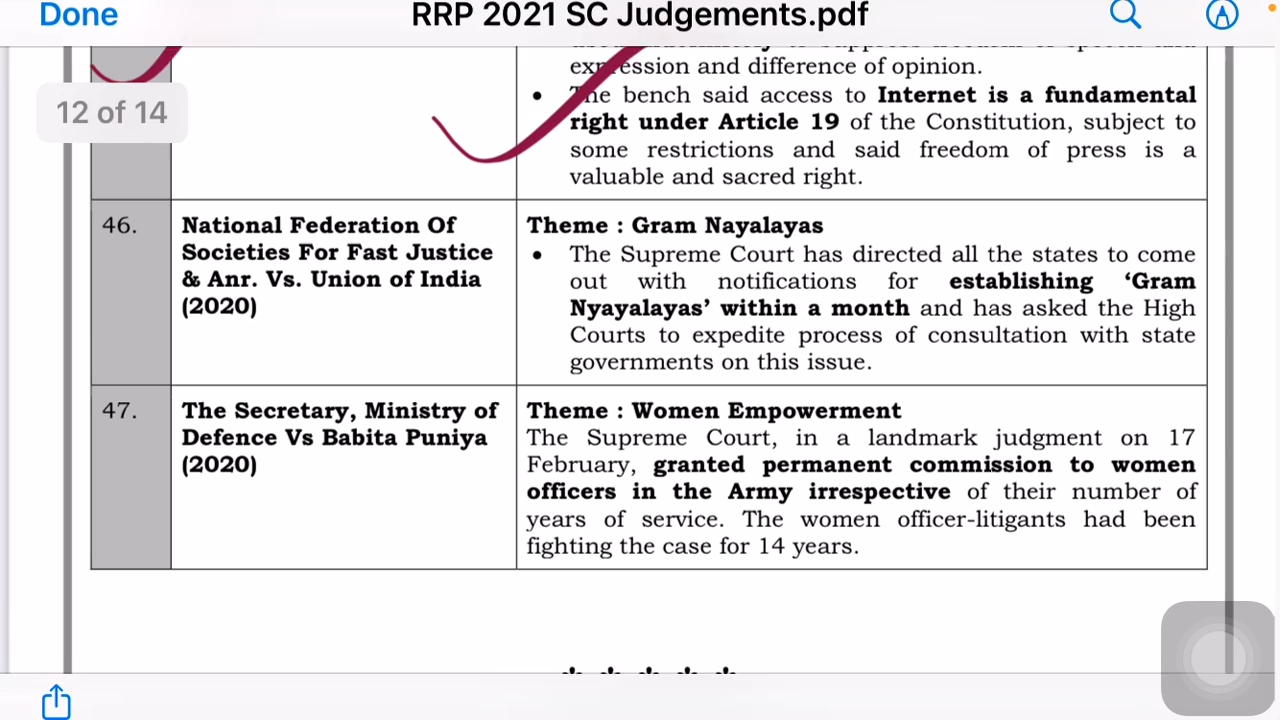 Done
RRP 2021 SC Judgements.pdf
12 of 14
expression and difference of opinion.
• The bench said access to Internet is a fundamental
right under Article 19 of the Constitution, subject to
some restrictions and said freedom of press is a
valuable and sacred right.
46.
National Federation Of
Societies For Fast Justice
& Anr. Vs. Union of India
(2020)
Theme : Gram Nayalayas
• The Supreme Court has directed all the states to come
out with notifications for establishing ‘Gram
Nyayalayas’ within a month and has asked the High
Courts to expedite process of consultation with state
governments on this issue.
47.
The Secretary, Ministry of
Defence Vs Babita Puniya
(2020)
Theme : Women Empowerment
The Supreme Court, in a landmark judgment on 17
February, granted permanent commission to women
officers in the Army irrespective of their number of
years of service. The women officer-litigants had been
fighting the case for 14 years.